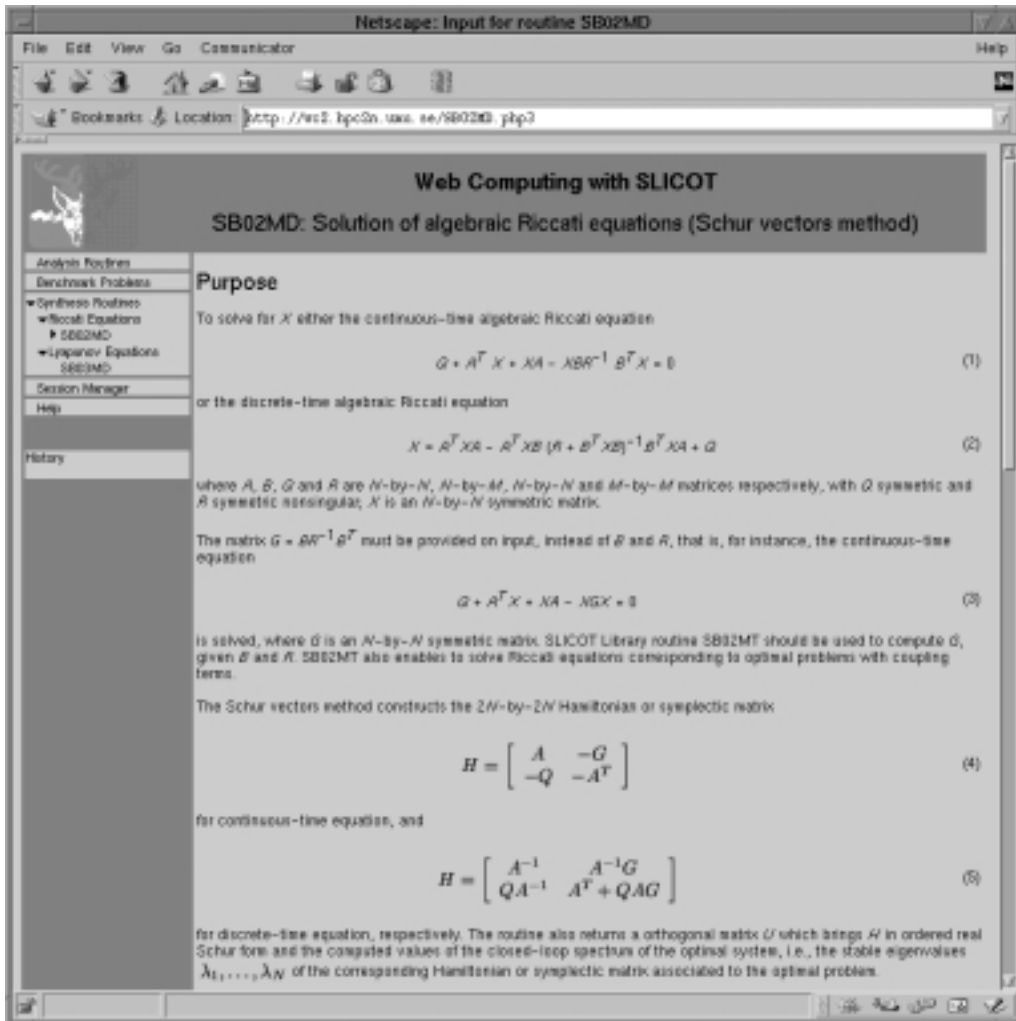 Netscape: Input for routine SB02MD
File Edit View Go Communicator Help
Bookmarks Location: http://ws2.hpc2n.umu.se/SB02MD.php3
Web Computing with SLICOT
SB02MD: Solution of algebraic Riccati equations (Schur vectors method)
Analysis Routines
Benchmark Problems
Synthesis Routines
Riccati Equations
SB02MD
Lyapunov Equations
SB03MD
Session Manager
Help
History
Purpose
To solve for X either the continuous-time algebraic Riccati equation
Q + A^T X + XA - XBR^-1 B^T X = 0 (1)
or the discrete-time algebraic Riccati equation
X = A^T XA - A^T XB (R + B^T XB)^-1 B^T XA + Q (2)
where A, B, Q and R are N-by-N, N-by-M, N-by-N and M-by-M matrices respectively, with Q symmetric and
R symmetric nonsingular; X is an N-by-N symmetric matrix.
The matrix G = BR^-1 B^T must be provided on input, instead of B and R, that is, for instance, the continuous-time
equation
Q + A^T X + XA - XGX = 0 (3)
is solved, where G is an N-by-N symmetric matrix. SLICOT Library routine SB02MT should be used to compute G,
given B and R. SB02MT also enables to solve Riccati equations corresponding to optimal problems with coupling
terms.
The Schur vectors method constructs the 2N-by-2N Hamiltonian or symplectic matrix
H = [ A -G
-Q -A^T ] (4)
for continuous-time equation, and
H = [ A^-1 A^-1 G
QA^-1 A^T + QAG ] (5)
for discrete-time equation, respectively. The routine also returns a orthogonal matrix U which brings H in ordered real
Schur form and the computed values of the closed-loop spectrum of the optimal system, i.e., the stable eigenvalues
λ1,...,λN of the corresponding Hamiltonian or symplectic matrix associated to the optimal problem.